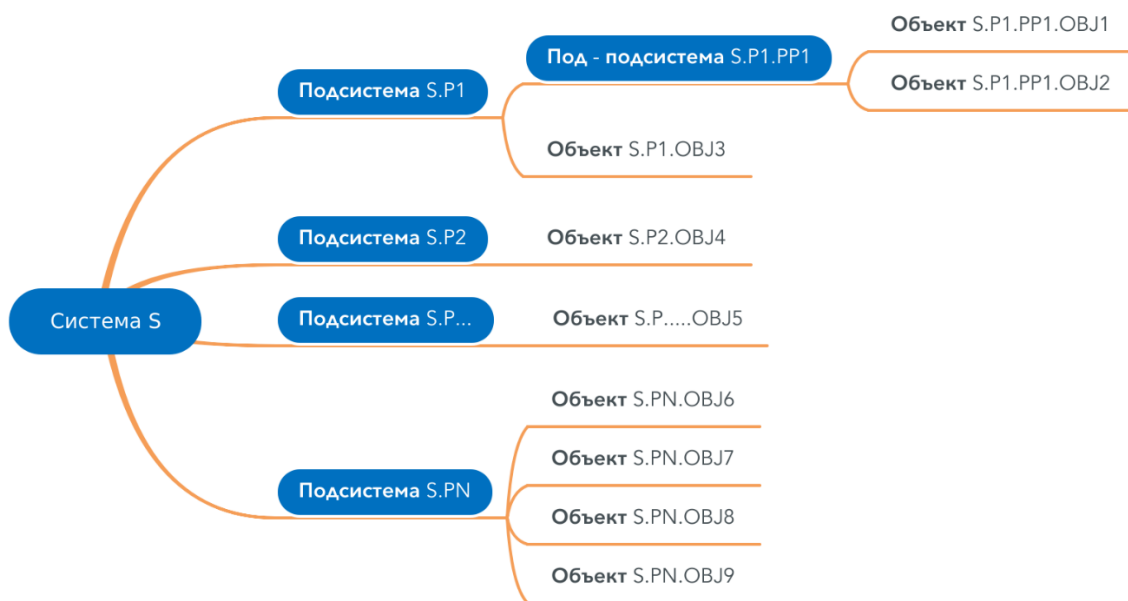 Объект S.P1.PP1.OBJ1
Под - подсистема S.P1.PP1
Объект S.P1.PP1.OBJ2
Подсистема S.P1
Объект S.P1.OBJ3
Подсистема S.P2
Объект S.P2.OBJ4
Система S
Подсистема S.P...
Объект S.P.....OBJ5
Объект S.PN.OBJ6
Объект S.PN.OBJ7
Подсистема S.PN
Объект S.PN.OBJ8
Объект S.PN.OBJ9